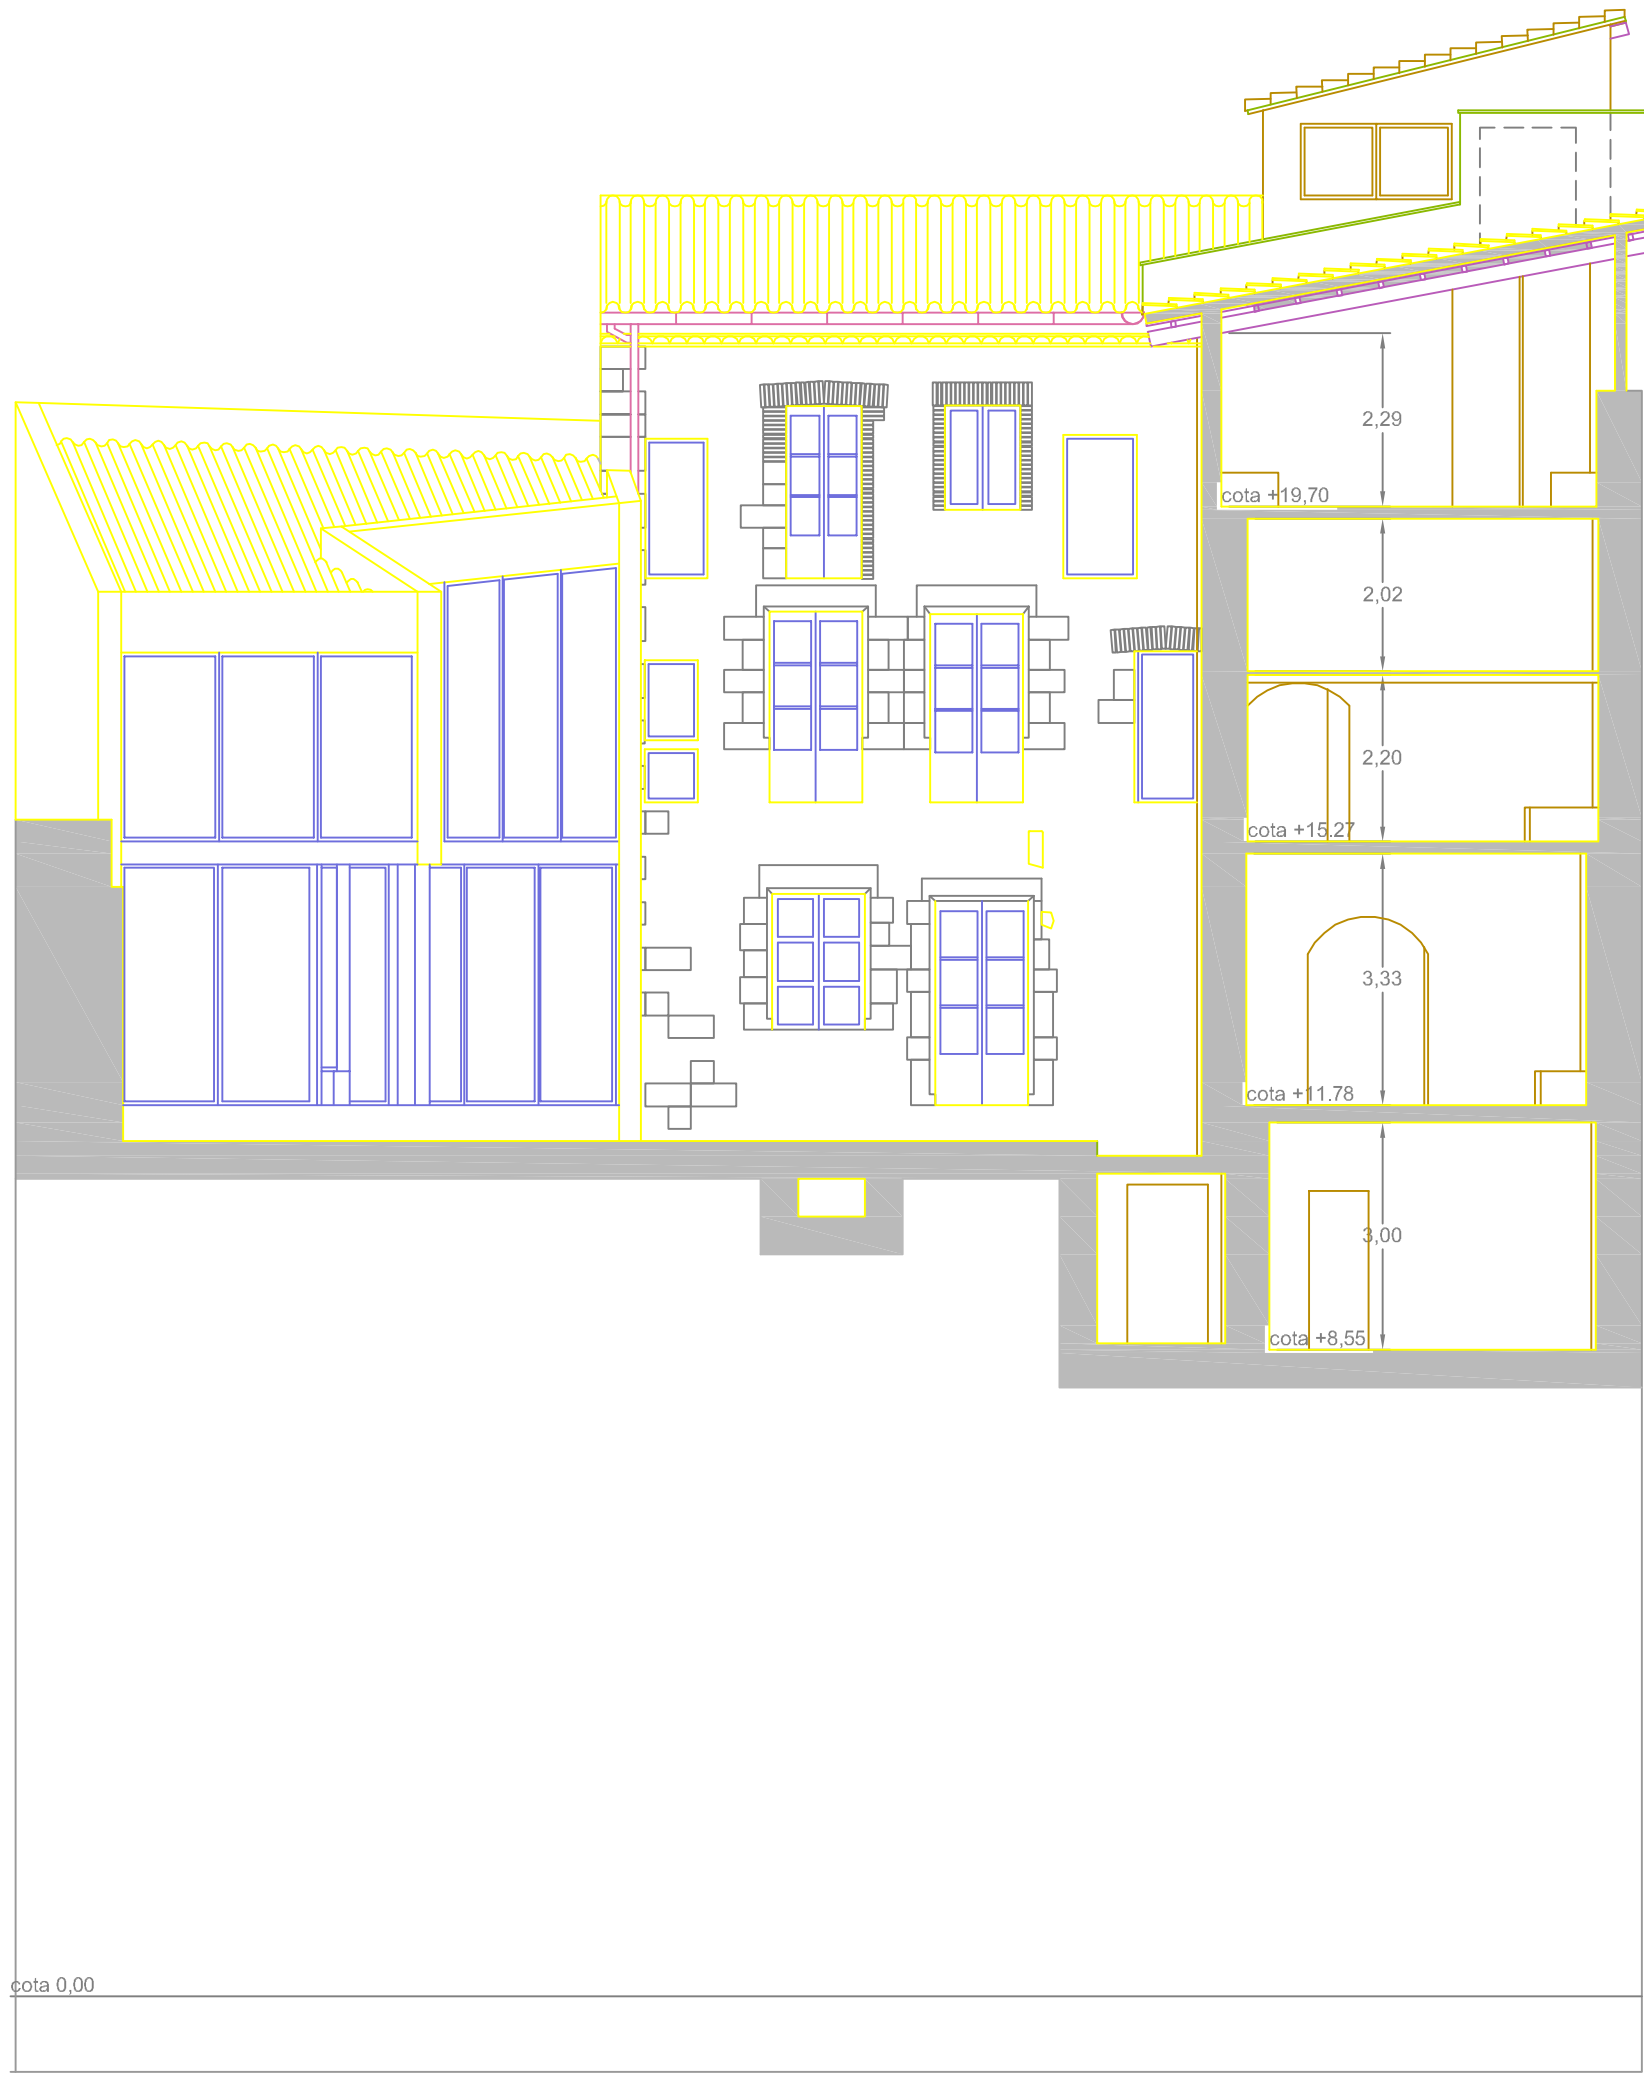 2,29
cota +19,70
2,02
2,20
cota +15.27
3,33
cota +11.78
3,00
cota +8,55
cota 0,00